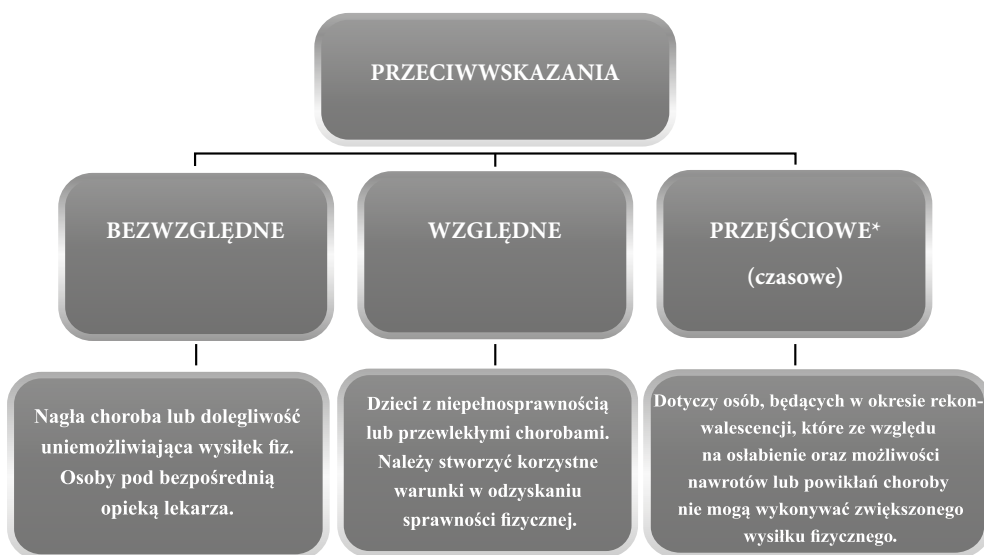 PRZECIWWSKAZANIA
BEZWZGLĘDNE
WZGLĘDNE
PRZEJŚCIOWE*
(czasowe)
Nagła choroba lub dolegliwość
uniemożliwiająca wysiłek fiz.
Osoby pod bezpośrednią
opieką lekarza.
Dzieci z niepełnosprawnością
lub przewlekłymi chorobami.
Należy stworzyć korzystne
warunki w odzyskaniu
sprawności fizycznej.
Dotyczy osób, będących w okresie rekon-
walescencji, które ze względu
na osłabienie oraz możliwości
nawrotów lub powikłań choroby
nie mogą wykonywać zwiększonego
wysiłku fizycznego.